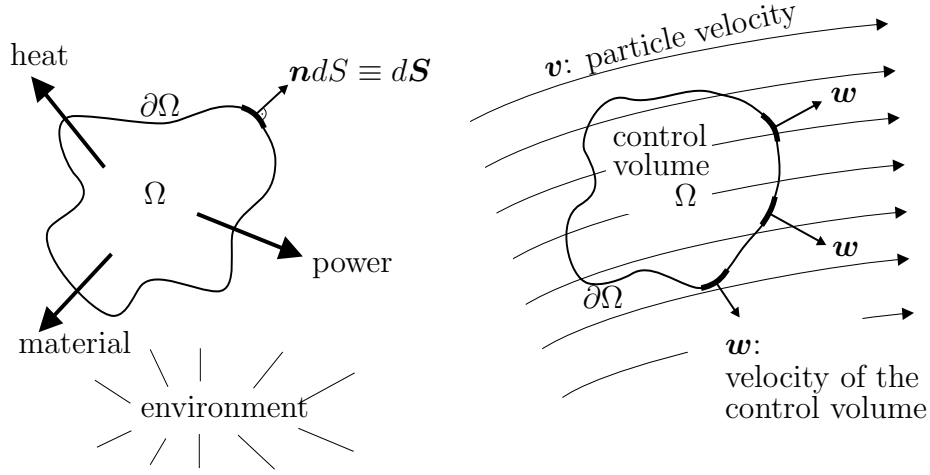 heat
𝒏dS ≡ d𝑺
∂Ω
Ω
power
material
environment
𝒗: particle velocity
𝒘
control
volume
Ω
𝒘
∂Ω
𝒘:
velocity of the
control volume